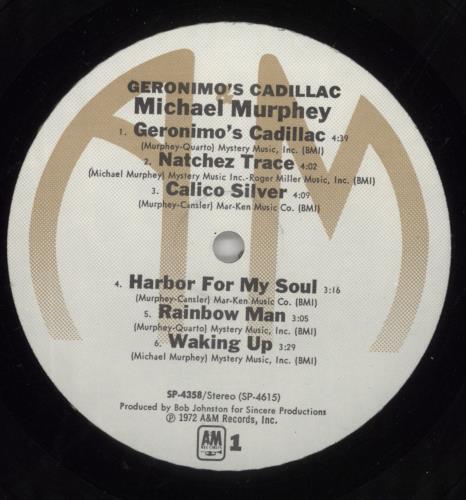 GERONIMO'S CADILLAC
Michael Murphey
1. Geronimo's Cadillac 4:39
(Murphey-Quarto) Mystery Music, Inc. (BMI)
2. Natchez Trace 4:02
(Michael Murphey) Mystery Music Inc.-Roger Miller Music, Inc. (BMI)
3. Calico Silver 4:09
(Murphey-Cansler) Mar-Ken Music Co. (BMI)
4. Harbor For My Soul 3:16
(Murphey-Cansler) Mar-Ken Music Co. (BMI)
5. Rainbow Man 3:05
(Murphey-Quarto) Mystery Music, Inc. (BMI)
6. Waking Up 3:29
(Michael Murphey) Mystery Music, Inc. (BMI)
SP-4358/Stereo (SP-4615)
Produced by Bob Johnston for Sincere Productions
℗ 1972 A&M Records, Inc.
A&M RECORDS 1